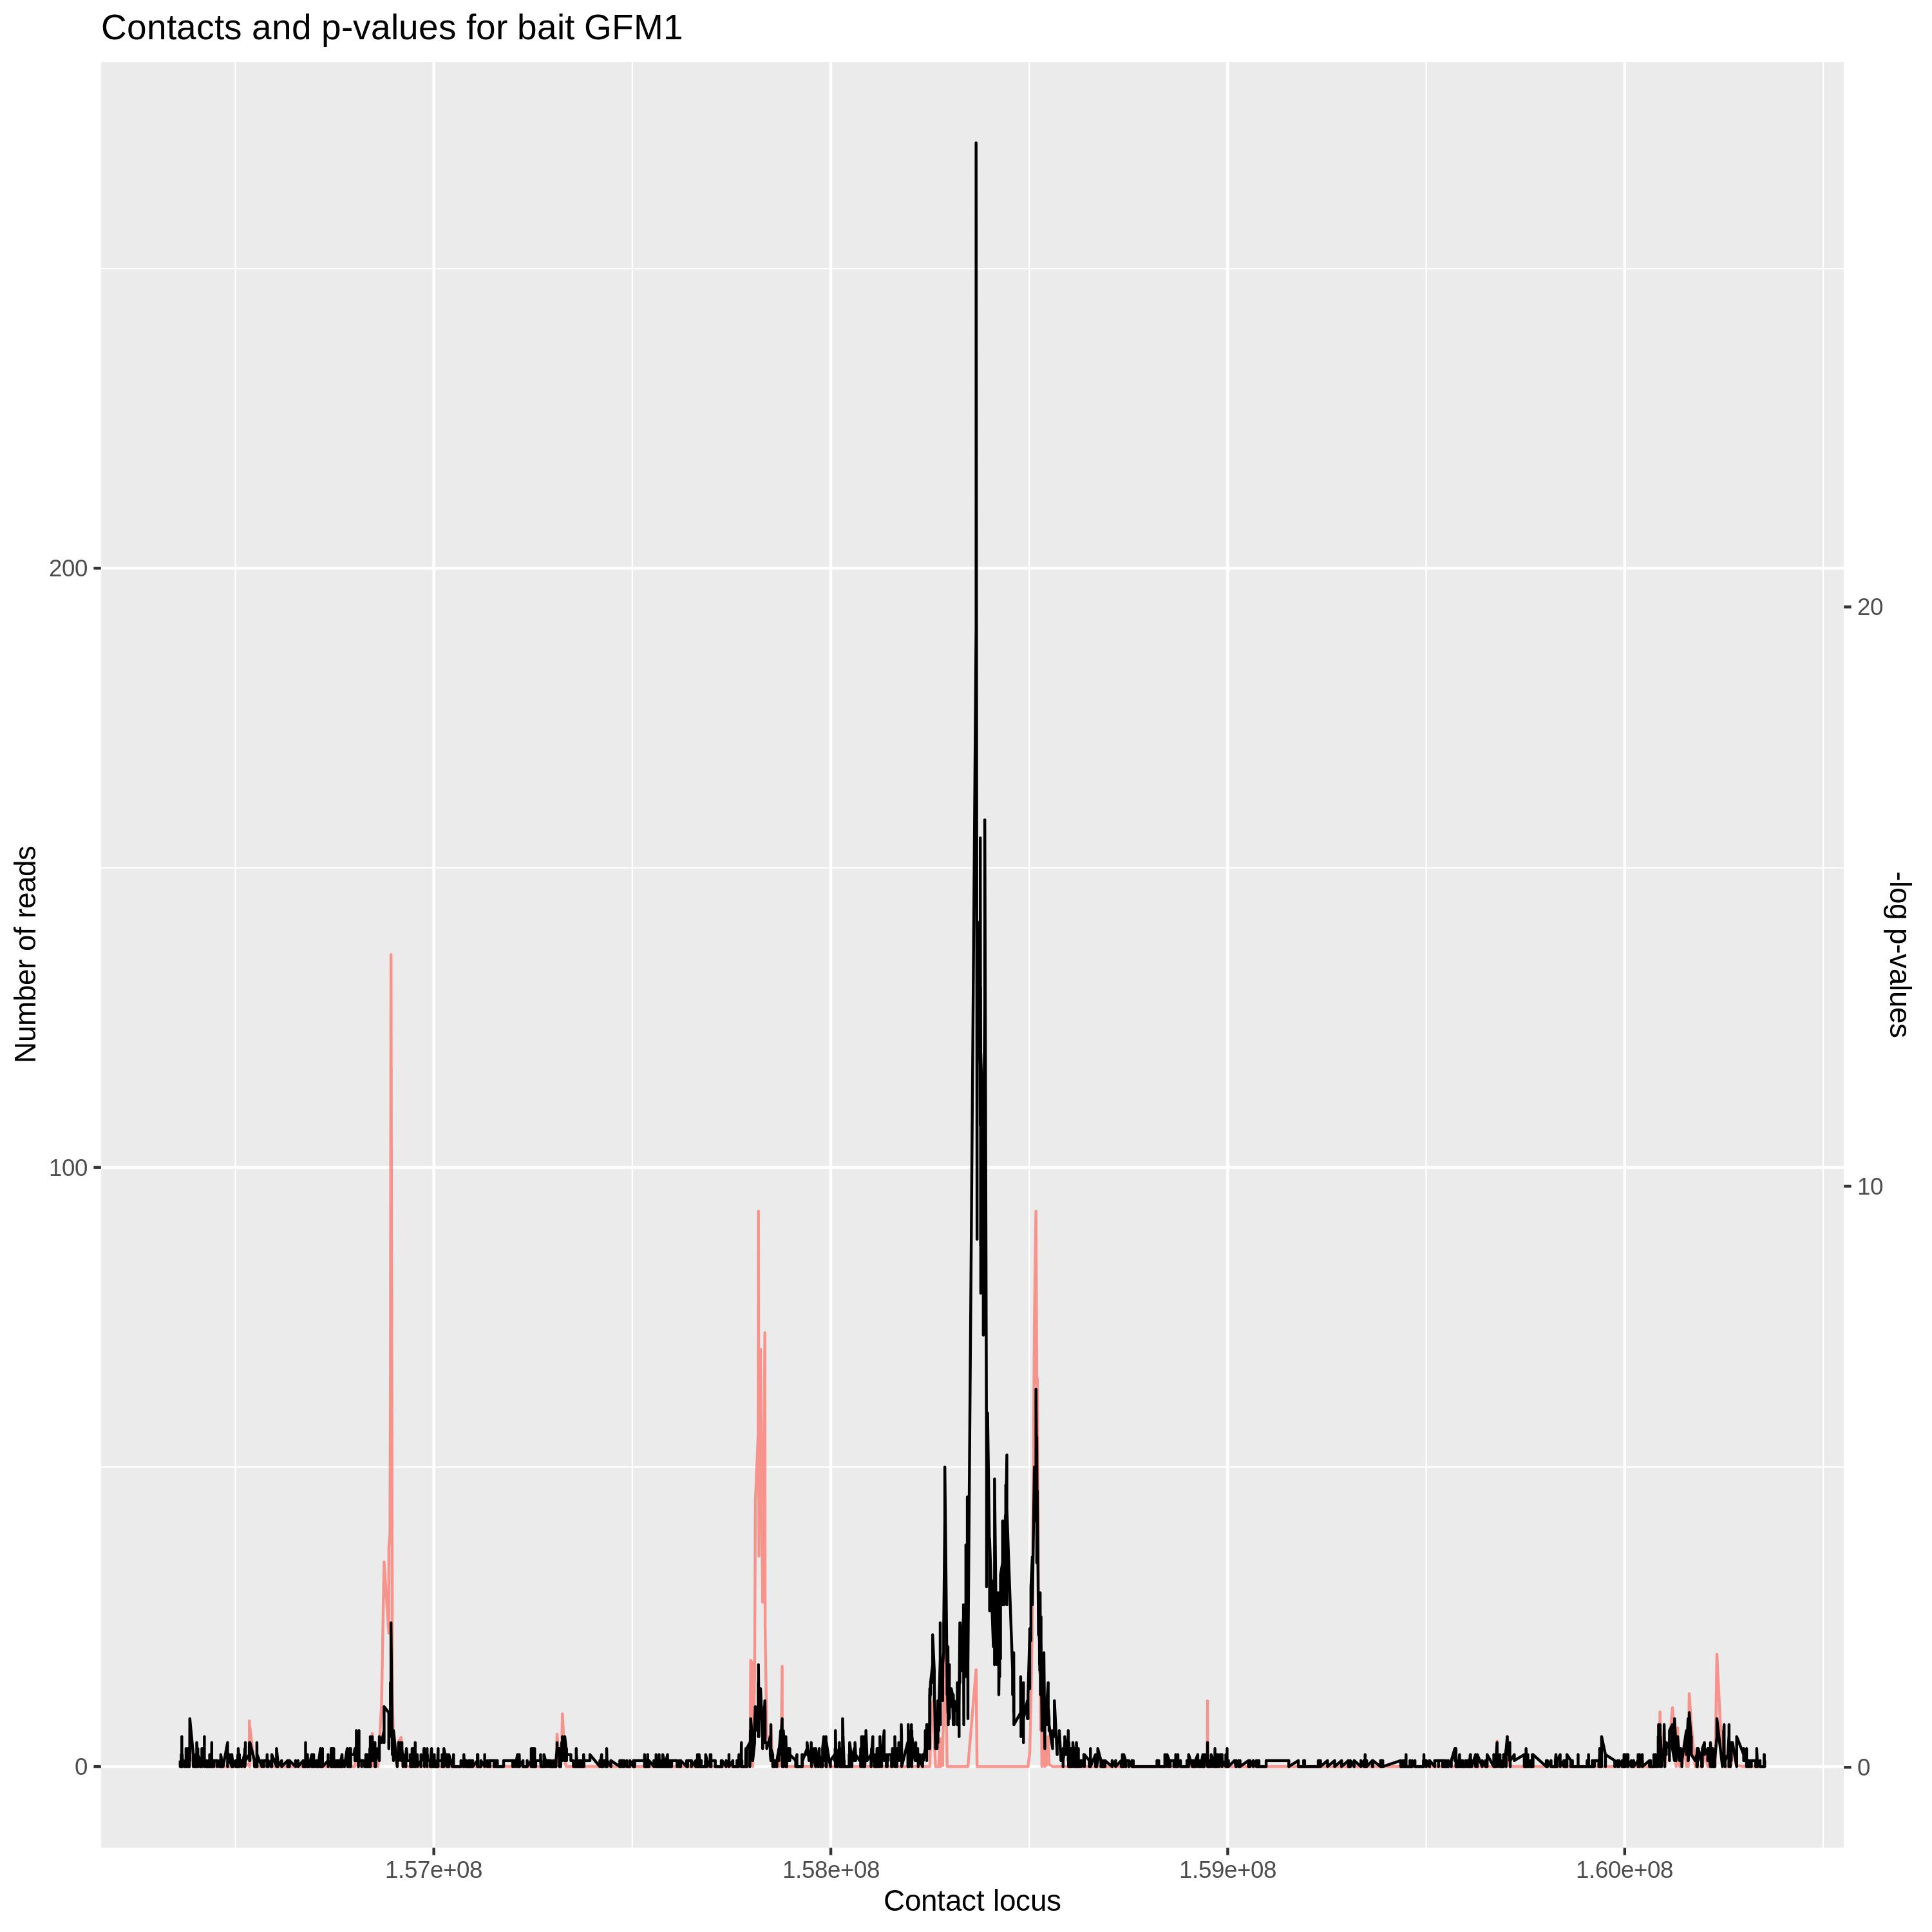 Contacts and p-values for bait GFM1
200
100
0
Number of reads
20
10
0
-log p-values
1.57e+08
1.58e+08
1.59e+08
1.60e+08
Contact locus